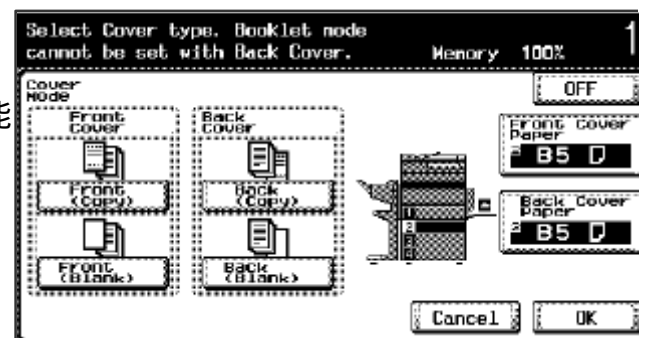 Select Cover type. Booklet mode
cannot be set with Back Cover.
Memory 100%
1
Cover
Mode
OFF
Front
Cover
Back
Cover
Front
(Copy)
Back
(Copy)
Front
(Blank)
Back
(Blank)
1
2
Front Cover
Paper
2 B5
Back Cover
Paper
2 B5
Cancel
OK